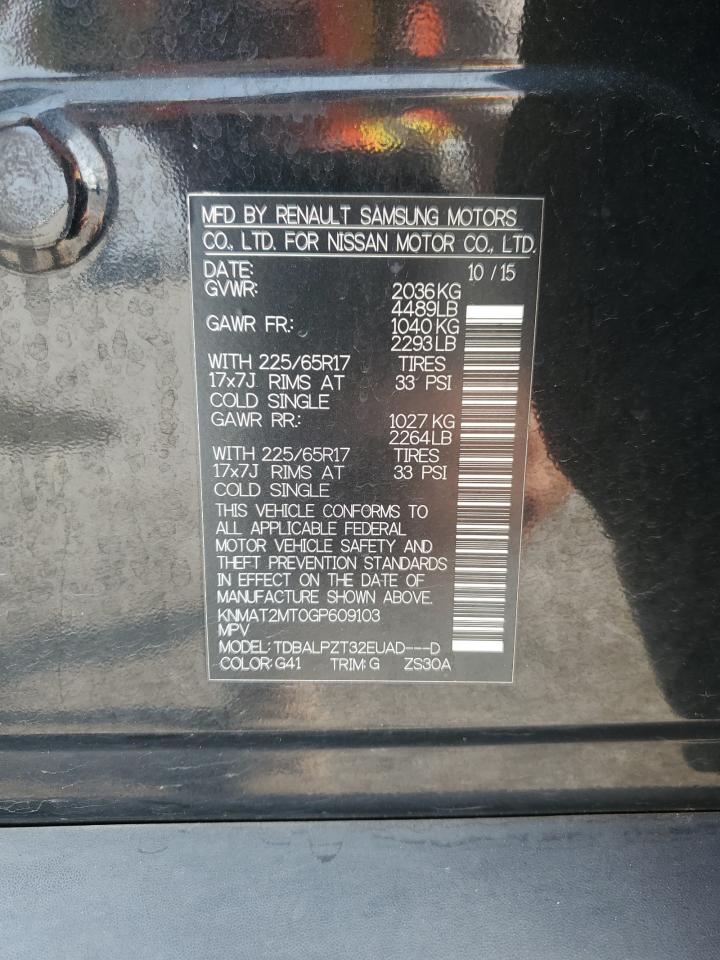 MFD BY RENAULT SAMSUNG MOTORS
CO., LTD. FOR NISSAN MOTOR CO., LTD.
DATE: 10 / 15
GVWR: 2036 KG
4489LB
GAWR FR.: 1040 KG
2293 LB
WITH 225/65R17 TIRES
17x7J RIMS AT 33 PSI
COLD SINGLE
GAWR RR.: 1027 KG
2264 LB
WITH 225/65R17 TIRES
17x7J RIMS AT 33 PSI
COLD SINGLE
THIS VEHICLE CONFORMS TO
ALL APPLICABLE FEDERAL
MOTOR VEHICLE SAFETY AND
THEFT PREVENTION STANDARDS
IN EFFECT ON THE DATE OF
MANUFACTURE SHOWN ABOVE.
KNMAT2MT0GP609103
MPV
MODEL: TDBALPZT32EUAD---D
COLOR: G41 TRIM: G ZS30A